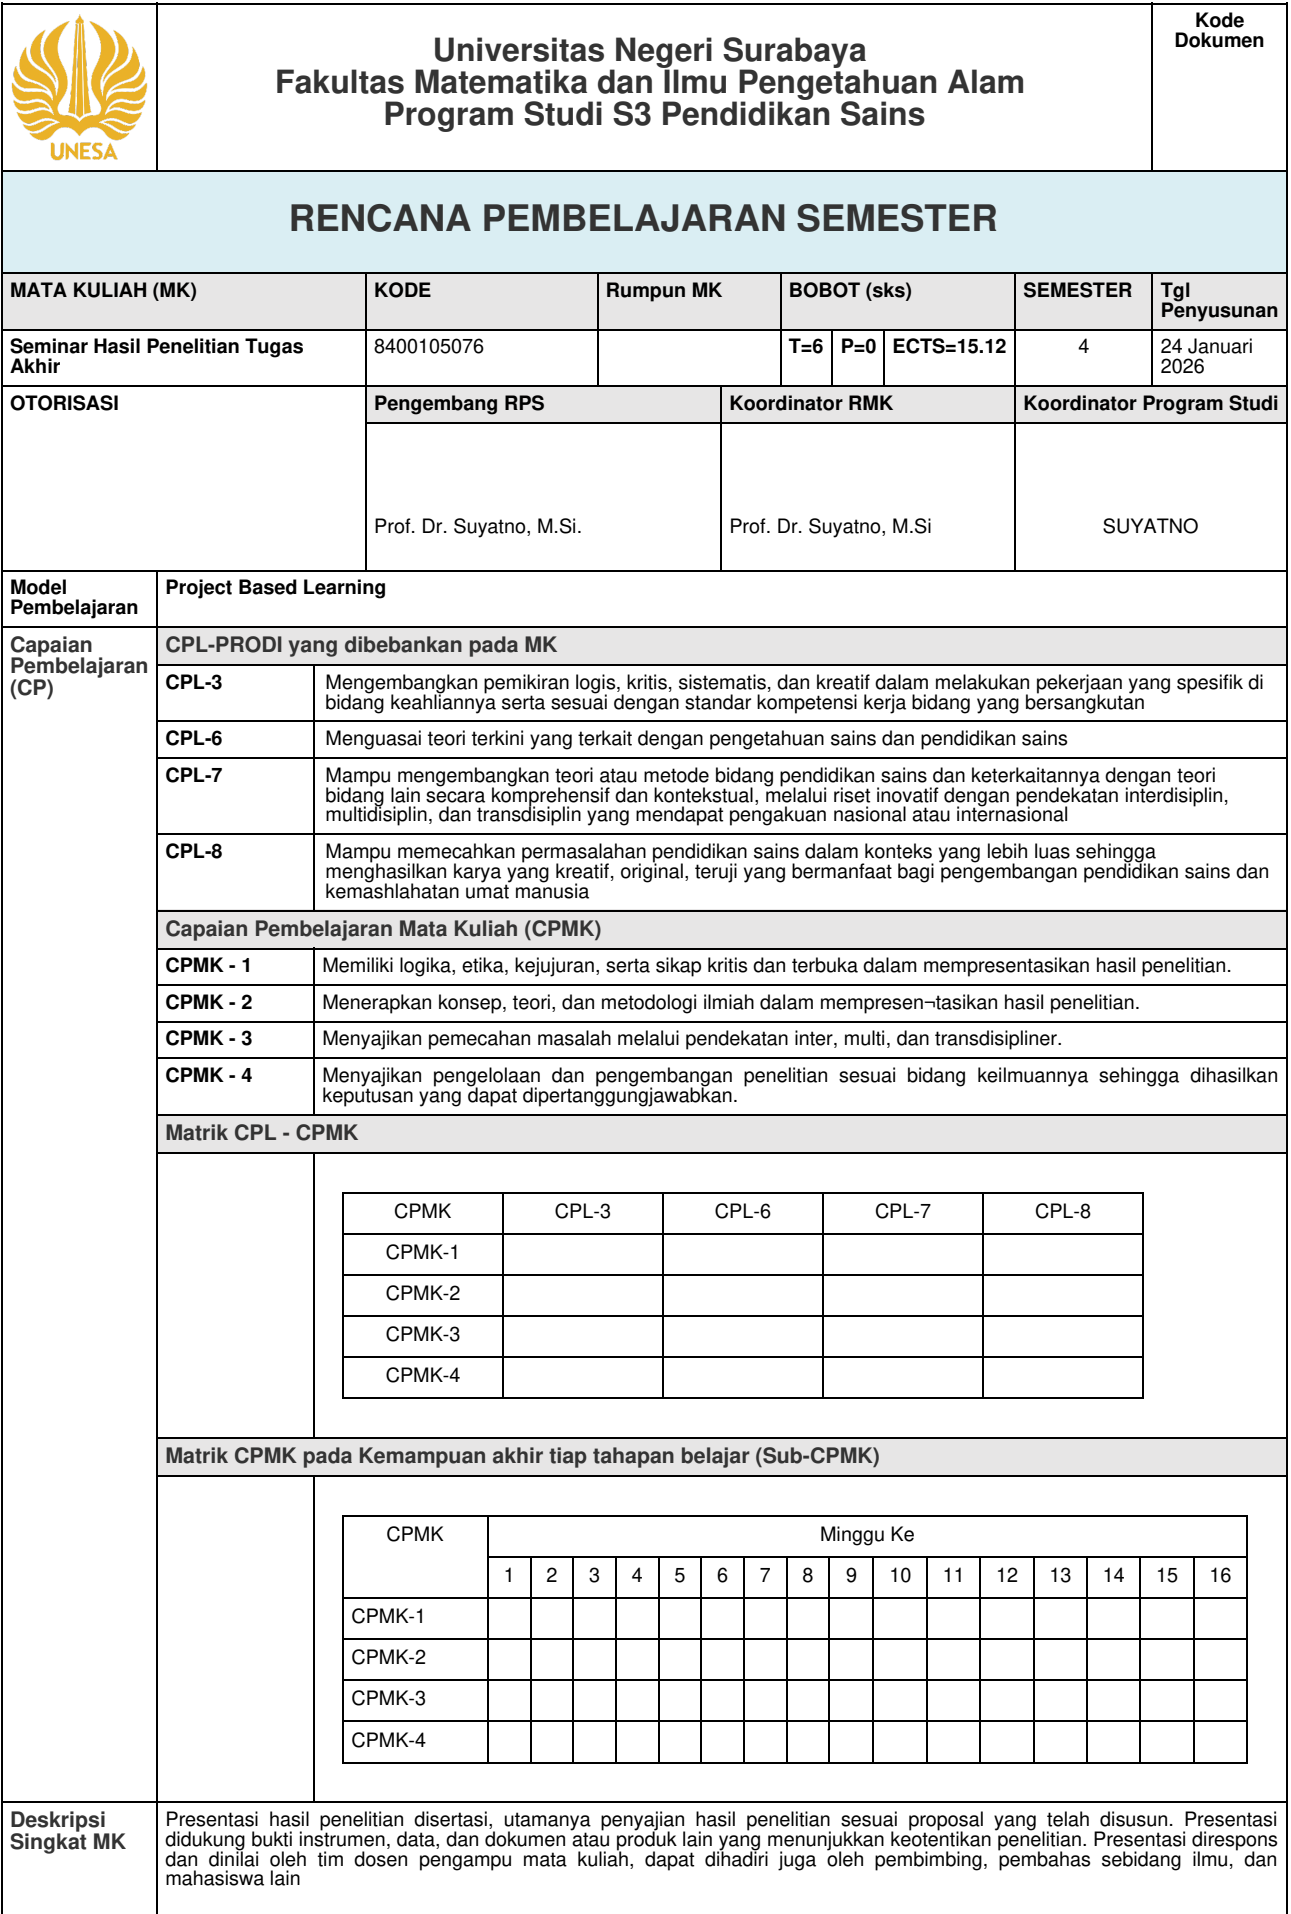 UNESA
Universitas Negeri Surabaya
Fakultas Matematika dan Ilmu Pengetahuan Alam
Program Studi S3 Pendidikan Sains
Kode
Dokumen
RENCANA PEMBELAJARAN SEMESTER
MATA KULIAH (MK) KODE Rumpun MK BOBOT (sks) SEMESTER Tgl
Penyusunan
Seminar Hasil Penelitian Tugas
Akhir
8400105076 T=6 P=0 ECTS=15.12 4 24 Januari
2026
OTORISASI Pengembang RPS Koordinator RMK Koordinator Program Studi
Prof. Dr. Suyatno, M.Si. Prof. Dr. Suyatno, M.Si SUYATNO
Model
Pembelajaran
Project Based Learning
Capaian
Pembelajaran
(CP)
CPL-PRODI yang dibebankan pada MK
CPL-3 Mengembangkan pemikiran logis, kritis, sistematis, dan kreatif dalam melakukan pekerjaan yang spesifik di
bidang keahliannya serta sesuai dengan standar kompetensi kerja bidang yang bersangkutan
CPL-6 Menguasai teori terkini yang terkait dengan pengetahuan sains dan pendidikan sains
CPL-7 Mampu mengembangkan teori atau metode bidang pendidikan sains dan keterkaitannya dengan teori
bidang lain secara komprehensif dan kontekstual, melalui riset inovatif dengan pendekatan interdisiplin,
multidisiplin, dan transdisiplin yang mendapat pengakuan nasional atau internasional
CPL-8 Mampu memecahkan permasalahan pendidikan sains dalam konteks yang lebih luas sehingga
menghasilkan karya yang kreatif, original, teruji yang bermanfaat bagi pengembangan pendidikan sains dan
kemashlahatan umat manusia
Capaian Pembelajaran Mata Kuliah (CPMK)
CPMK - 1 Memiliki logika, etika, kejujuran, serta sikap kritis dan terbuka dalam mempresentasikan hasil penelitian.
CPMK - 2 Menerapkan konsep, teori, dan metodologi ilmiah dalam mempresen¬tasikan hasil penelitian.
CPMK - 3 Menyajikan pemecahan masalah melalui pendekatan inter, multi, dan transdisipliner.
CPMK - 4 Menyajikan pengelolaan dan pengembangan penelitian sesuai bidang keilmuannya sehingga dihasilkan
keputusan yang dapat dipertanggungjawabkan.
Matrik CPL - CPMK
CPMK CPL-3 CPL-6 CPL-7 CPL-8
CPMK-1
CPMK-2
CPMK-3
CPMK-4
Matrik CPMK pada Kemampuan akhir tiap tahapan belajar (Sub-CPMK)
CPMK Minggu Ke
1 2 3 4 5 6 7 8 9 10 11 12 13 14 15 16
CPMK-1
CPMK-2
CPMK-3
CPMK-4
Deskripsi
Singkat MK
Presentasi hasil penelitian disertasi, utamanya penyajian hasil penelitian sesuai proposal yang telah disusun. Presentasi
didukung bukti instrumen, data, dan dokumen atau produk lain yang menunjukkan keotentikan penelitian. Presentasi direspons
dan dinilai oleh tim dosen pengampu mata kuliah, dapat dihadiri juga oleh pembimbing, pembahas sebidang ilmu, dan
mahasiswa lain